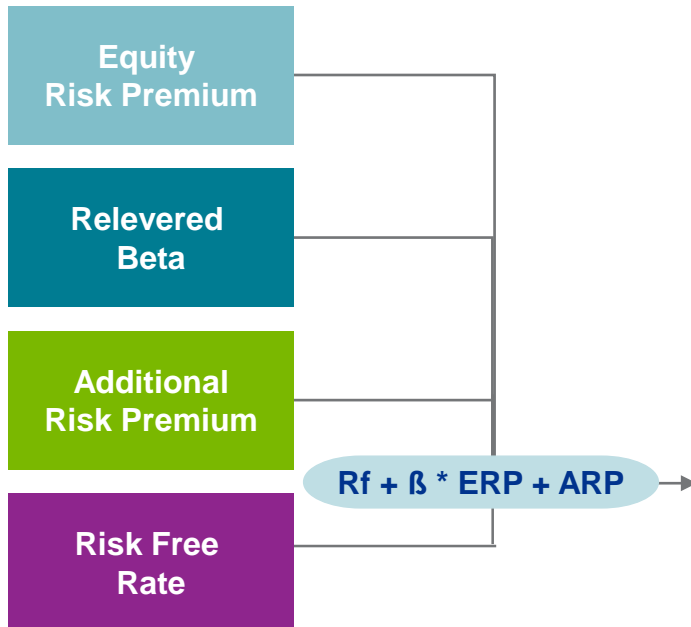 Equity
Risk Premium
Relevered
Beta
Additional
Risk Premium
Rf + ß * ERP + ARP
Risk Free
Rate